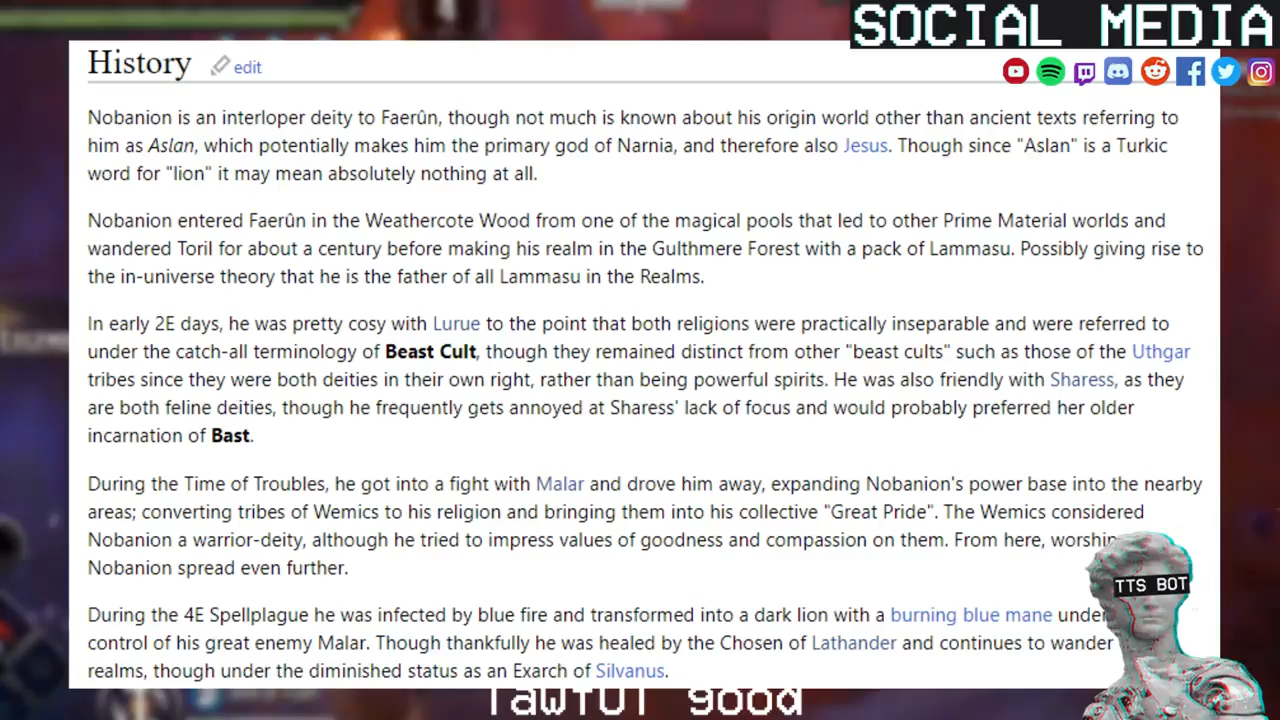 SOCIAL MEDIA
History edit
Nobanion is an interloper deity to Faerûn, though not much is known about his origin world other than ancient texts referring to
him as Aslan, which potentially makes him the primary god of Narnia, and therefore also Jesus. Though since "Aslan" is a Turkic
word for "lion" it may mean absolutely nothing at all.
Nobanion entered Faerûn in the Weathercote Wood from one of the magical pools that led to other Prime Material worlds and
wandered Toril for about a century before making his realm in the Gulthmere Forest with a pack of Lammasu. Possibly giving rise to
the in-universe theory that he is the father of all Lammasu in the Realms.
In early 2E days, he was pretty cosy with Lurue to the point that both religions were practically inseparable and were referred to
under the catch-all terminology of Beast Cult, though they remained distinct from other "beast cults" such as those of the Uthgar
tribes since they were both deities in their own right, rather than being powerful spirits. He was also friendly with Sharess, as they
are both feline deities, though he frequently gets annoyed at Sharess' lack of focus and would probably preferred her older
incarnation of Bast.
During the Time of Troubles, he got into a fight with Malar and drove him away, expanding Nobanion's power base into the nearby
areas; converting tribes of Wemics to his religion and bringing them into his collective "Great Pride". The Wemics considered
Nobanion a warrior-deity, although he tried to impress values of goodness and compassion on them. From here, worship
Nobanion spread even further.
During the 4E Spellplague he was infected by blue fire and transformed into a dark lion with a burning blue mane under
control of his great enemy Malar. Though thankfully he was healed by the Chosen of Lathander and continues to wander
realms, though under the diminished status as an Exarch of Silvanus.
TTS BOT
lawful good